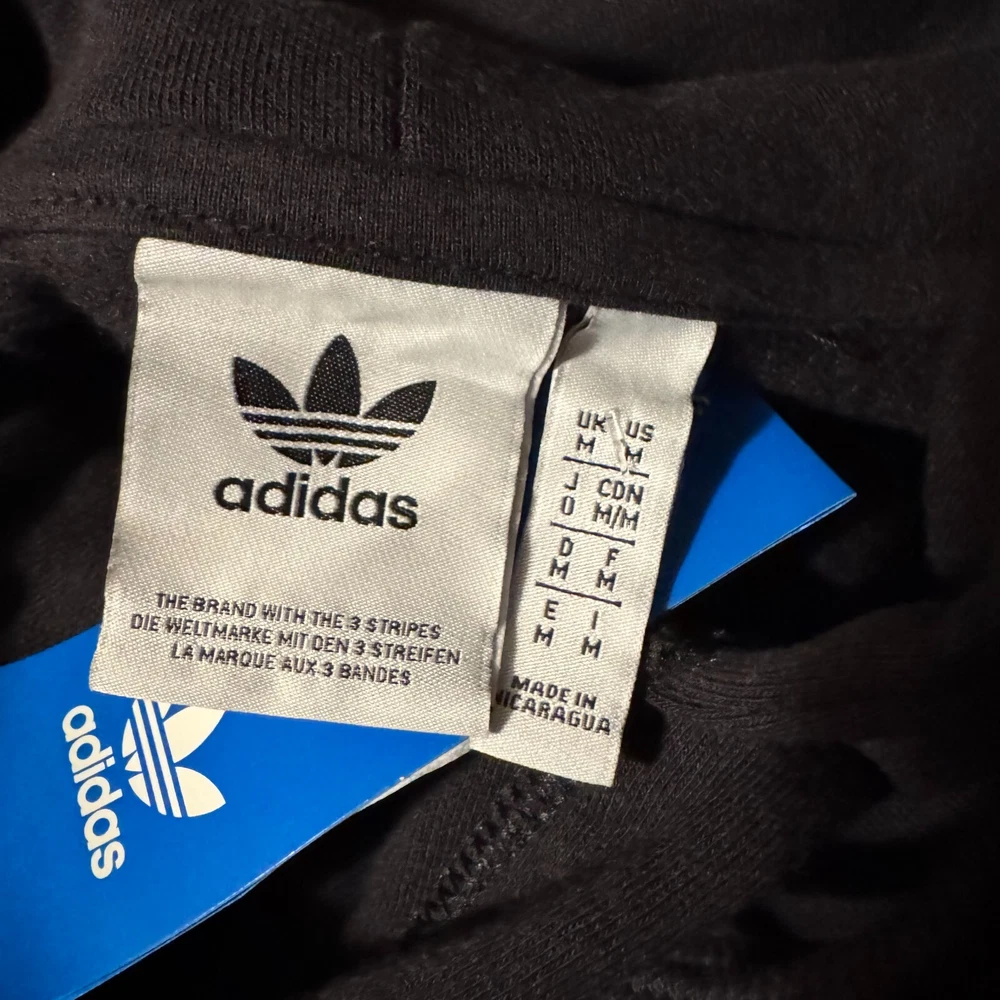 adidas
THE BRAND WITH THE 3 STRIPES
DIE WELTMARKE MIT DEN 3 STREIFEN
LA MARQUE AUX 3 BANDES
UK US
M M
J CDN
O M/M
D F
M M
E I
M M
MADE IN
NICARAGUA
adidas